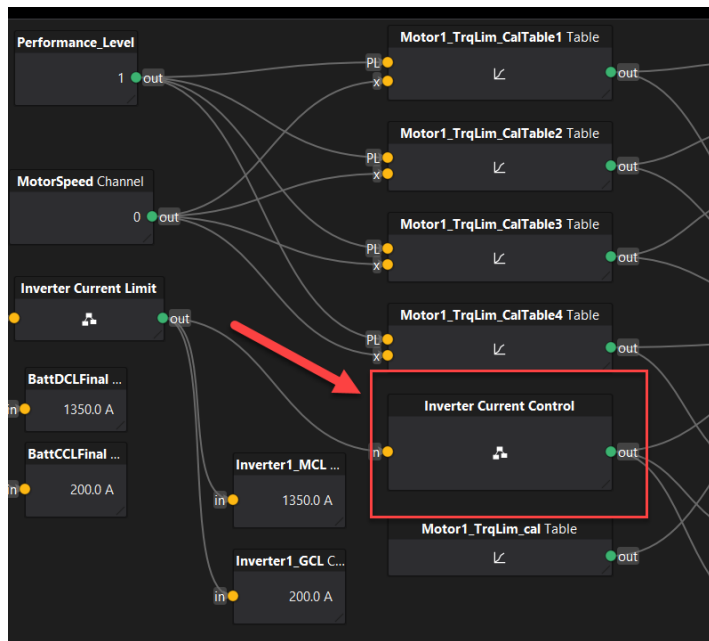 Performance_Level
1
out
MotorSpeed Channel
0
out
Inverter Current Limit
out
BattDCLFinal ...
in
1350.0 A
BattCCLFinal ...
in
200.0 A
Inverter1_MCL ...
in
1350.0 A
Inverter1_GCL C...
in
200.0 A
Motor1_TrqLim_CalTable1 Table
PL
x
out
Motor1_TrqLim_CalTable2 Table
PL
x
out
Motor1_TrqLim_CalTable3 Table
PL
x
out
Motor1_TrqLim_CalTable4 Table
PL
x
out
Inverter Current Control
in
out
Motor1_TrqLim_cal Table
out